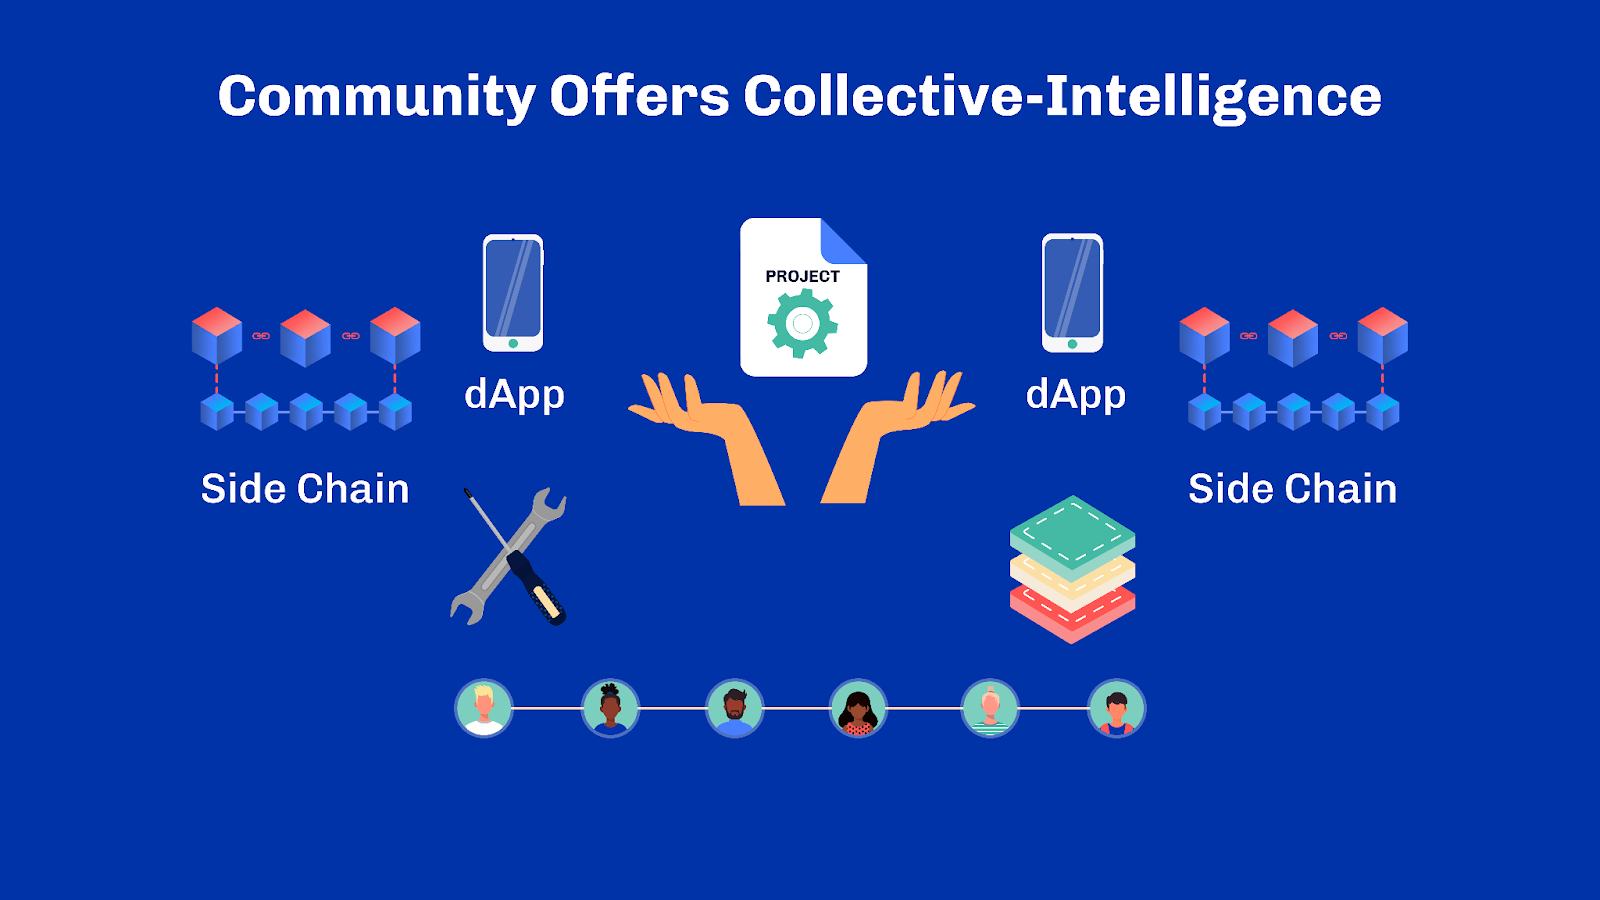 Community Offers Collective-Intelligence
PROJECT
dApp
dApp
Side Chain
Side Chain